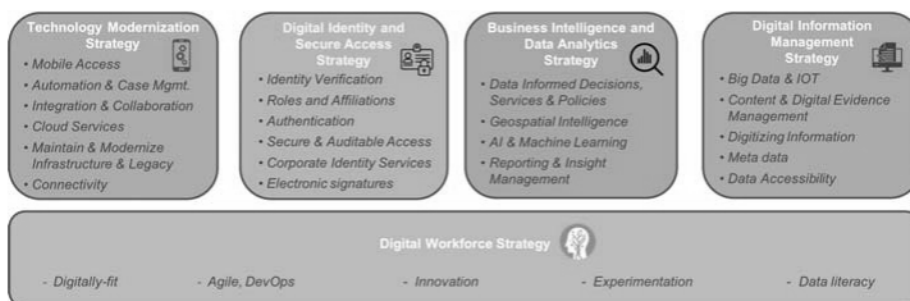 Technology Modernization
Strategy
• Mobile Access
• Automation & Case Mgmt.
• Integration & Collaboration
• Cloud Services
• Maintain & Modernize
Infrastructure & Legacy
• Connectivity
Digital Identity and
Secure Access
Strategy
• Identity Verification
• Roles and Affiliations
• Authentication
• Secure & Auditable Access
• Corporate Identity Services
• Electronic signatures
Business Intelligence and
Data Analytics
Strategy
• Data Informed Decisions,
Services & Policies
• Geospatial Intelligence
• AI & Machine Learning
• Reporting & Insight
Management
Digital Information
Management
Strategy
• Big Data & IOT
• Content & Digital Evidence
Management
• Digitizing Information
• Meta data
• Data Accessibility
Digital Workforce Strategy
- Digitally-fit
- Agile, DevOps
- Innovation
- Experimentation
- Data literacy